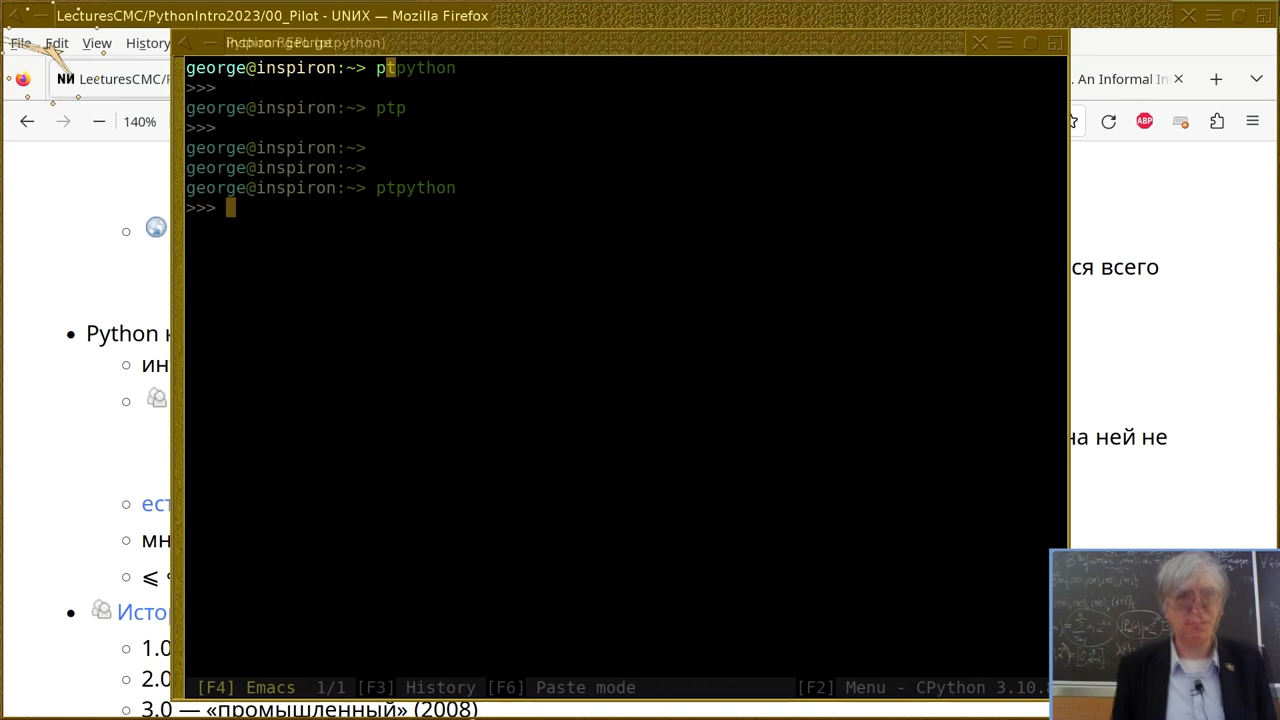 LecturesCMC/PythonIntro2023/00_Pilot - UNИX — Mozilla Firefox
File Edit View History
LecturesCMC/P
. An Informal In
140%
ABP
george@inspiron:~> ptpython
>>>
george@inspiron:~> ptp
>>>
george@inspiron:~>
george@inspiron:~>
george@inspiron:~> ptpython
>>>
ся всего
Python
ин
на ней не
ест
мн
⩽
Исто
1.0
2.0
3.0 — «промышленный» (2008)
[F4] Emacs 1/1 [F3] History [F6] Paste mode [F2] Menu - CPython 3.10.